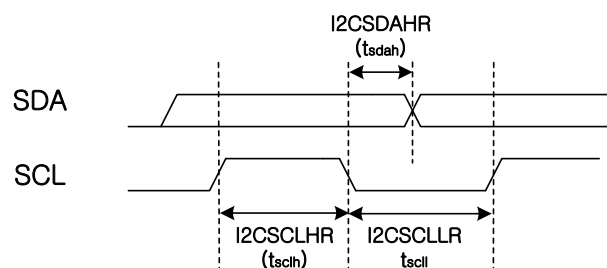 I2CSDAHR
(tsdah)
SDA
SCL
I2CSCLHR
(tsclh)
I2CSCLLR
tscll